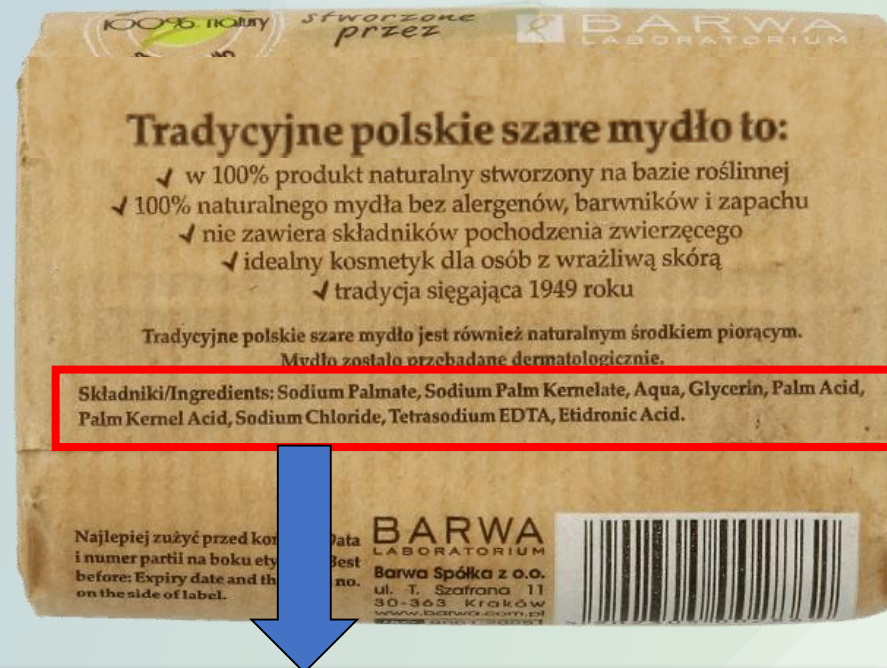 100% natury
stworzone
przez
BARWA
LABORATORIUM
Tradycyjne polskie szare mydło to:
w 100% produkt naturalny stworzony na bazie roślinnej
100% naturalnego mydła bez alergenów, barwników i zapachu
nie zawiera składników pochodzenia zwierzęcego
idealny kosmetyk dla osób z wrażliwą skórą
tradycja sięgająca 1949 roku
Tradycyjne polskie szare mydło jest również naturalnym środkiem piorącym.
Mydło zostało przebadane dermatologicznie.
Składniki/Ingredients: Sodium Palmate, Sodium Palm Kernelate, Aqua, Glycerin, Palm Acid,
Palm Kernel Acid, Sodium Chloride, Tetrasodium EDTA, Etidronic Acid.
Najlepiej zużyć przed
i numer partii na boku
before: Expiry date and no.
on the side of label.
BARWA
LABORATORIUM
Barwa Spółka z o.o.
ul. T. Szafrana 11
30-363 Kraków
www.barwa.com.pl